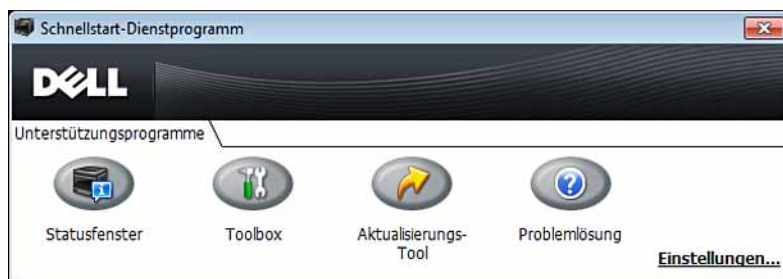 Schnellstart-Dienstprogramm
DELL
Unterstützungsprogramme
Statusfenster
Toolbox
Aktualisierungs-
Tool
Problemlösung
Einstellungen...